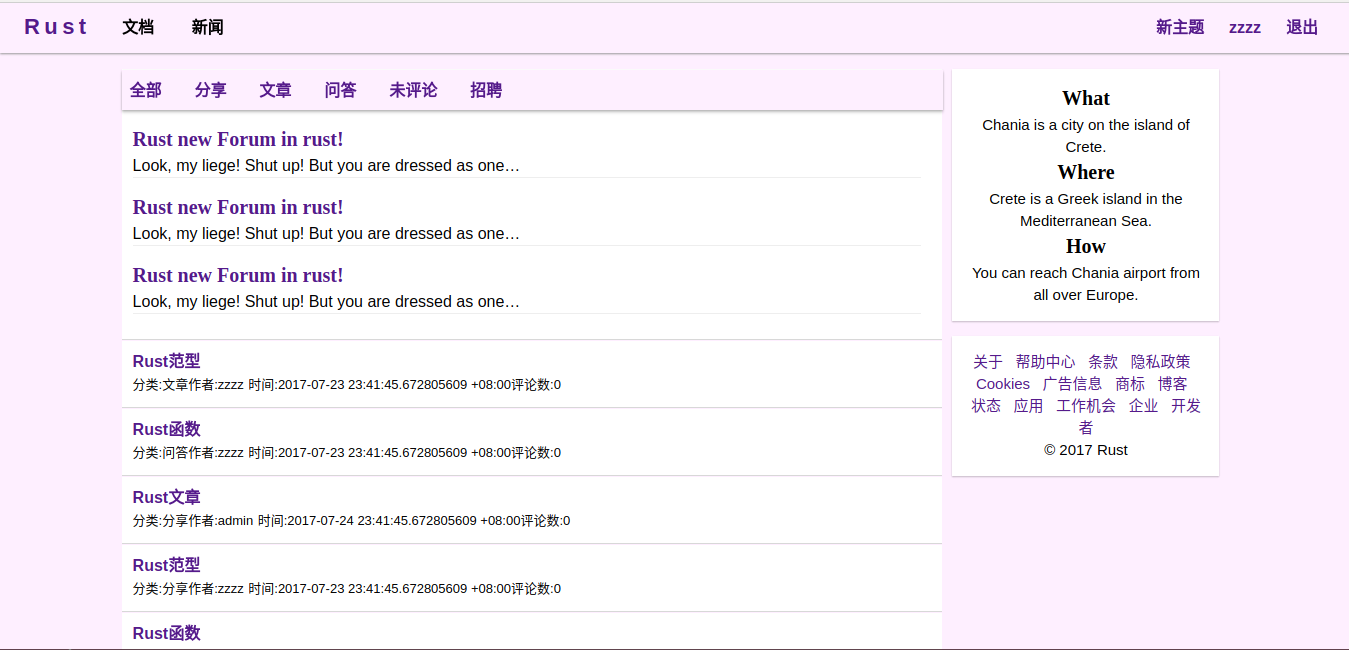 Rust 文档 新闻 新主题 zzzz 退出
全部 分享 文章 问答 未评论 招聘
Rust new Forum in rust!
Look, my liege! Shut up! But you are dressed as one…
Rust new Forum in rust!
Look, my liege! Shut up! But you are dressed as one…
Rust new Forum in rust!
Look, my liege! Shut up! But you are dressed as one…
Rust范型
分类:文章作者:zzzz 时间:2017-07-23 23:41:45.672805609 +08:00评论数:0
Rust函数
分类:问答作者:zzzz 时间:2017-07-23 23:41:45.672805609 +08:00评论数:0
Rust文章
分类:分享作者:admin 时间:2017-07-24 23:41:45.672805609 +08:00评论数:0
Rust范型
分类:分享作者:zzzz 时间:2017-07-23 23:41:45.672805609 +08:00评论数:0
Rust函数
What
Chania is a city on the island of
Crete.
Where
Crete is a Greek island in the
Mediterranean Sea.
How
You can reach Chania airport from
all over Europe.
关于 帮助中心 条款 隐私政策
Cookies 广告信息 商标 博客
状态 应用 工作机会 企业 开发
者
© 2017 Rust